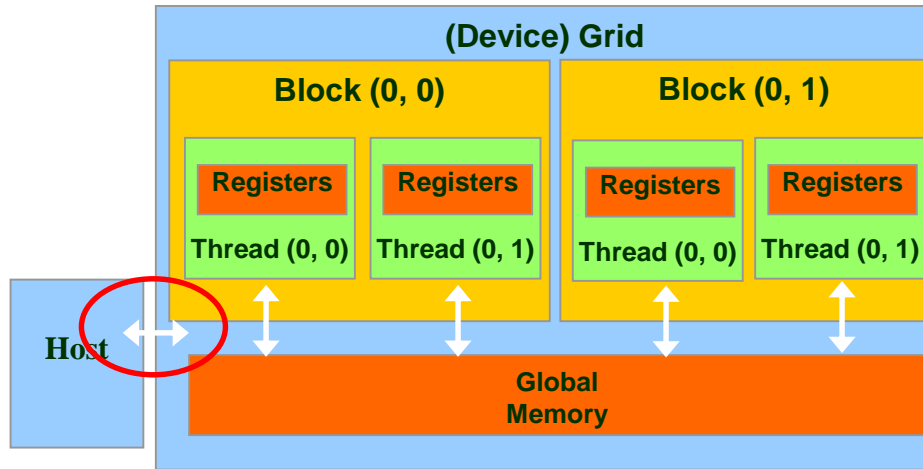 (Device) Grid
Block (0, 0)
Block (0, 1)
Registers
Registers
Registers
Registers
Thread (0, 0)
Thread (0, 1)
Thread (0, 0)
Thread (0, 1)
Host
Global
Memory